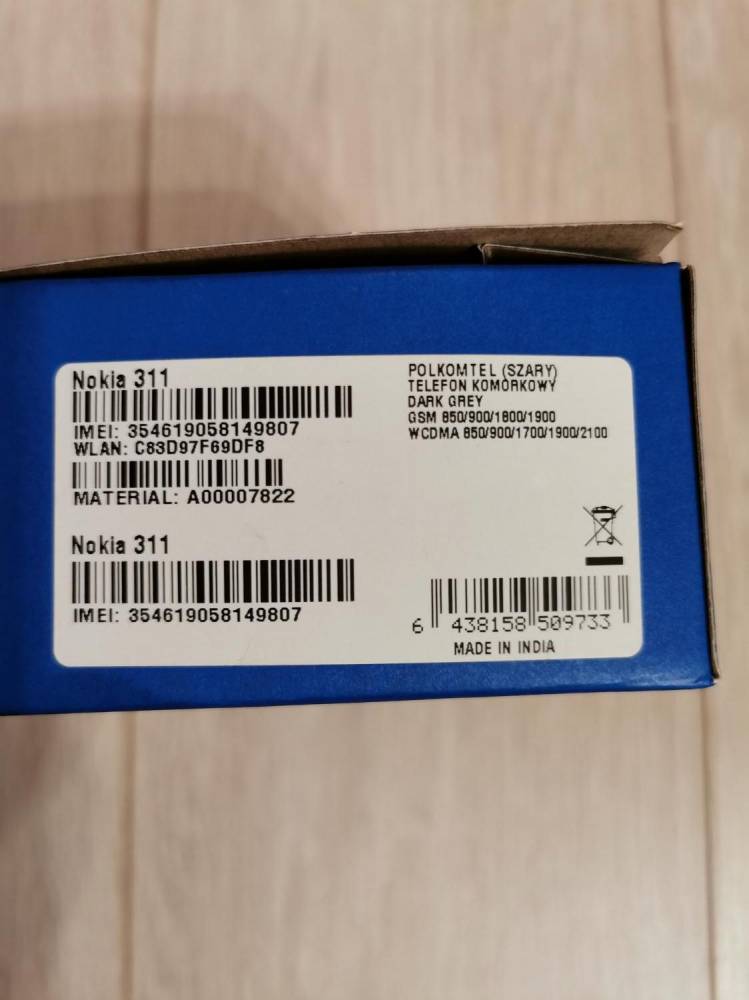 Nokia 311
IMEI: 354619058149807
WLAN: C83D97F69DF8
MATERIAL: A00007822
Nokia 311
IMEI: 354619058149807
POLKOMTEL (SZARY)
TELEFON KOMÓRKOWY
DARK GREY
GSM 850/900/1800/1900
WCDMA 850/900/1700/1900/2100
6 438158 509733
MADE IN INDIA